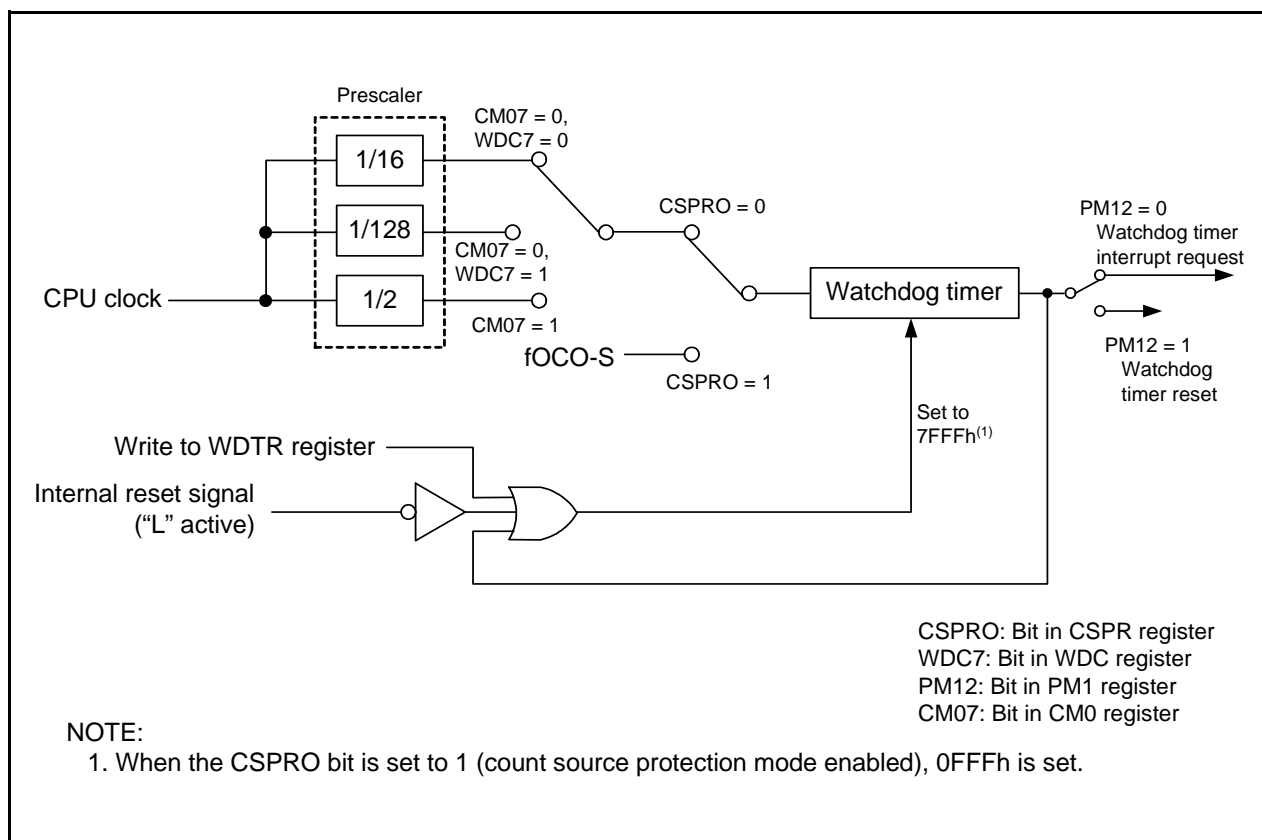 Prescaler
CM07 = 0,
WDC7 = 0
1/16
CSPRO = 0
PM12 = 0
Watchdog timer
interrupt request
1/128
CM07 = 0,
WDC7 = 1
CPU clock
1/2
Watchdog timer
CM07 = 1
fOCO-S
CSPRO = 1
PM12 = 1
Watchdog
timer reset
Set to
7FFFh(1)
Write to WDTR register
Internal reset signal
(“L” active)
CSPRO: Bit in CSPR register
WDC7: Bit in WDC register
PM12: Bit in PM1 register
CM07: Bit in CM0 register
NOTE:
1. When the CSPRO bit is set to 1 (count source protection mode enabled), 0FFFh is set.